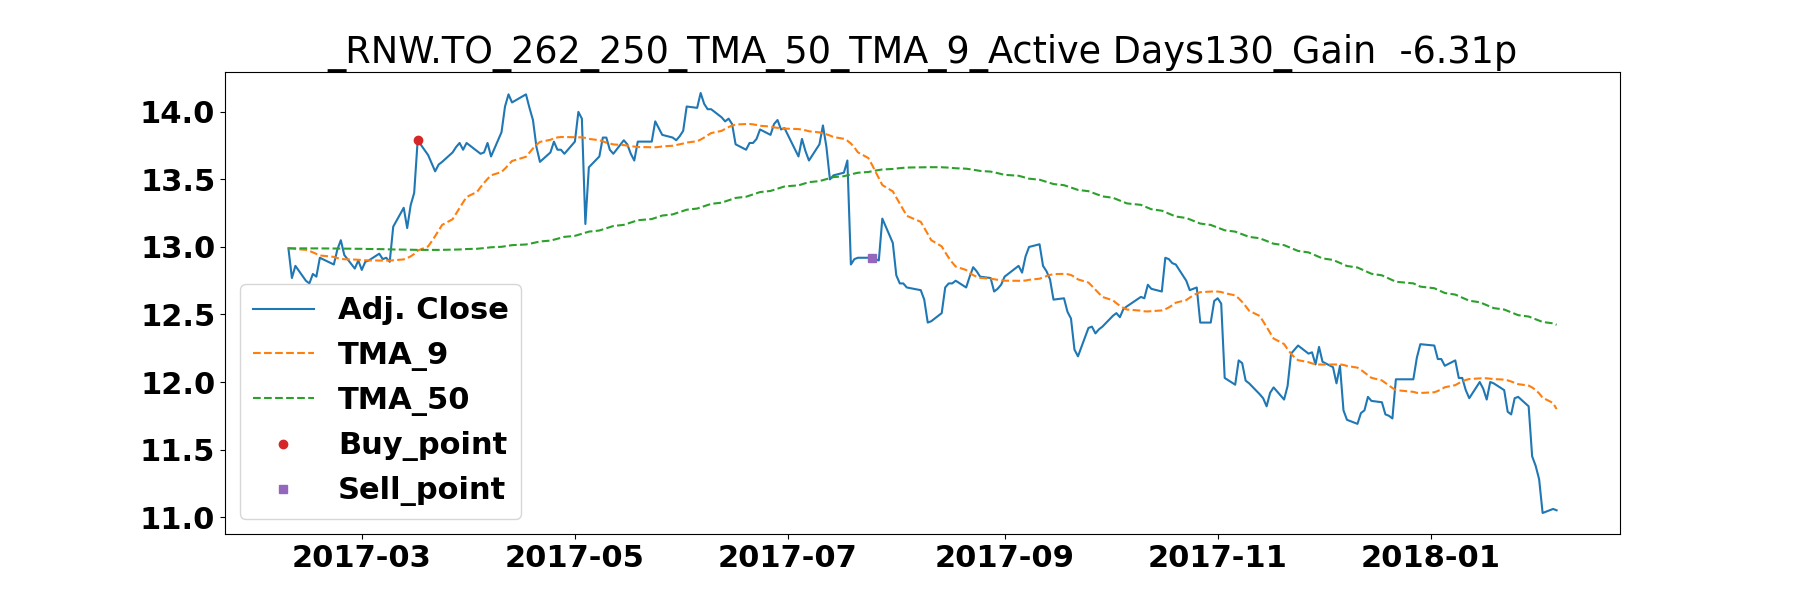 _RNW.TO_262_250_TMA_50_TMA_9_Active Days130_Gain  -6.31p
14.0
13.5
13.0
12.5
12.0
11.5
11.0
Adj. Close
TMA_9
TMA_50
Buy_point
Sell_point
2017-03 2017-05 2017-07 2017-09 2017-11 2018-01